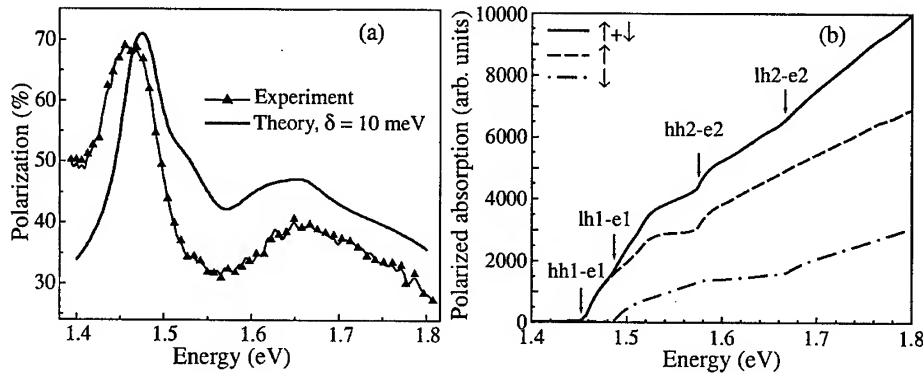 (a)
Polarization (%)
70
60
50
40
30
Experiment
Theory, δ = 10 meV
1.4 1.5 1.6 1.7 1.8
Energy (eV)
(b)
Polarized absorption (arb. units)
10000
8000
6000
4000
2000
0
↑+↓
↑
↓
lh2-e2
hh2-e2
lh1-e1
hh1-e1
1.4 1.5 1.6 1.7 1.8
Energy (eV)